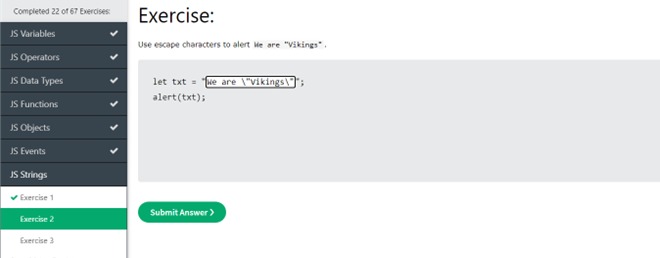 Completed 22 of 67 Exercises:
JS Variables
JS Operators
JS Data Types
JS Functions
JS Objects
JS Events
JS Strings
Exercise 1
Exercise 2
Exercise 3
Exercise:
Use escape characters to alert We are "Vikings".
let txt = "We are \"Vikings\"";
alert(txt);
Submit Answer ❯